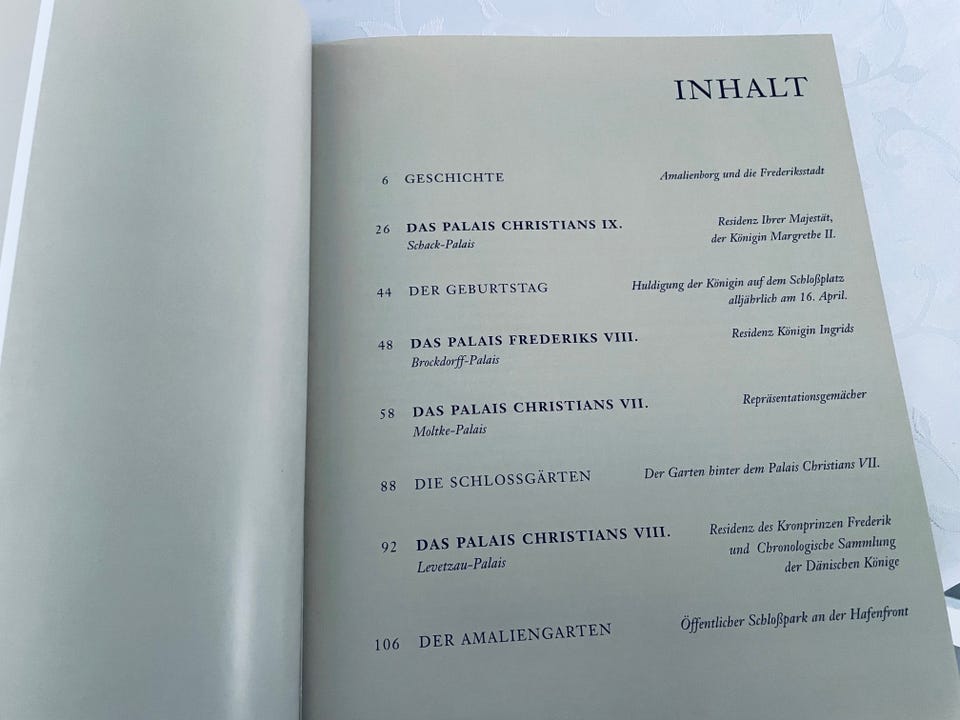 INHALT
6 GESCHICHTE Amalienborg und die Frederiksstadt
26 DAS PALAIS CHRISTIANS IX. Residenz Ihrer Majestät,
Schack-Palais der Königin Margrethe II.
44 DER GEBURTSTAG Huldigung der Königin auf dem Schloßplatz
alljährlich am 16. April.
48 DAS PALAIS FREDERIKS VIII. Residenz Königin Ingrids
Brockdorff-Palais
58 DAS PALAIS CHRISTIANS VII. Repräsentationsgemächer
Moltke-Palais
88 DIE SCHLOSSGÄRTEN Der Garten hinter dem Palais Christians VII.
92 DAS PALAIS CHRISTIANS VIII. Residenz des Kronprinzen Frederik
Levetzau-Palais und Chronologische Sammlung
der Dänischen Könige
106 DER AMALIENGARTEN Öffentlicher Schloßpark an der Hafenfront